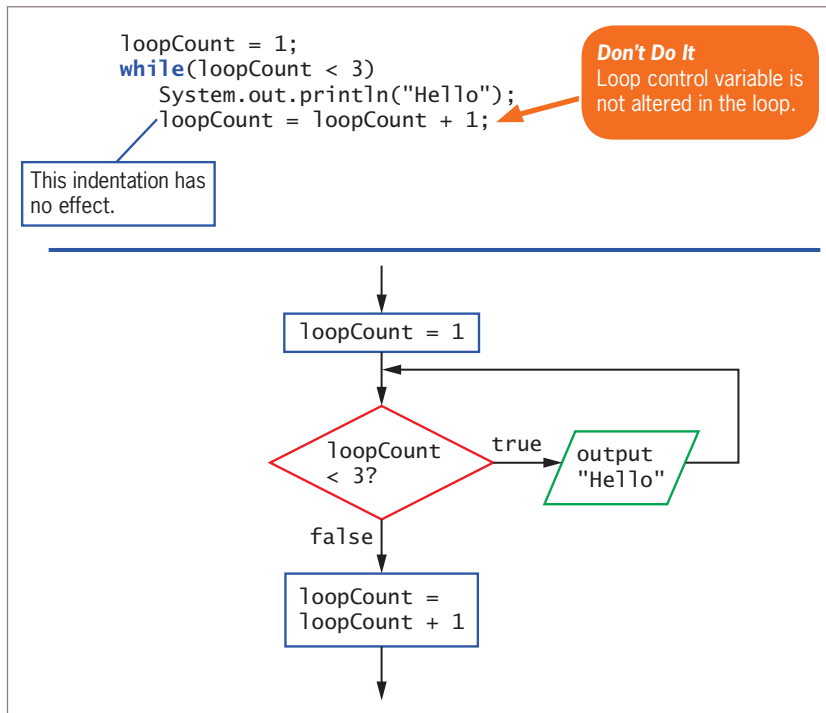 loopCount = 1;
while(loopCount < 3)
System.out.println("Hello");
loopCount = loopCount + 1;
Don't Do It
Loop control variable is
not altered in the loop.
This indentation has
no effect.
loopCount = 1
loopCount
< 3?
true
output
"Hello"
false
loopCount =
loopCount + 1